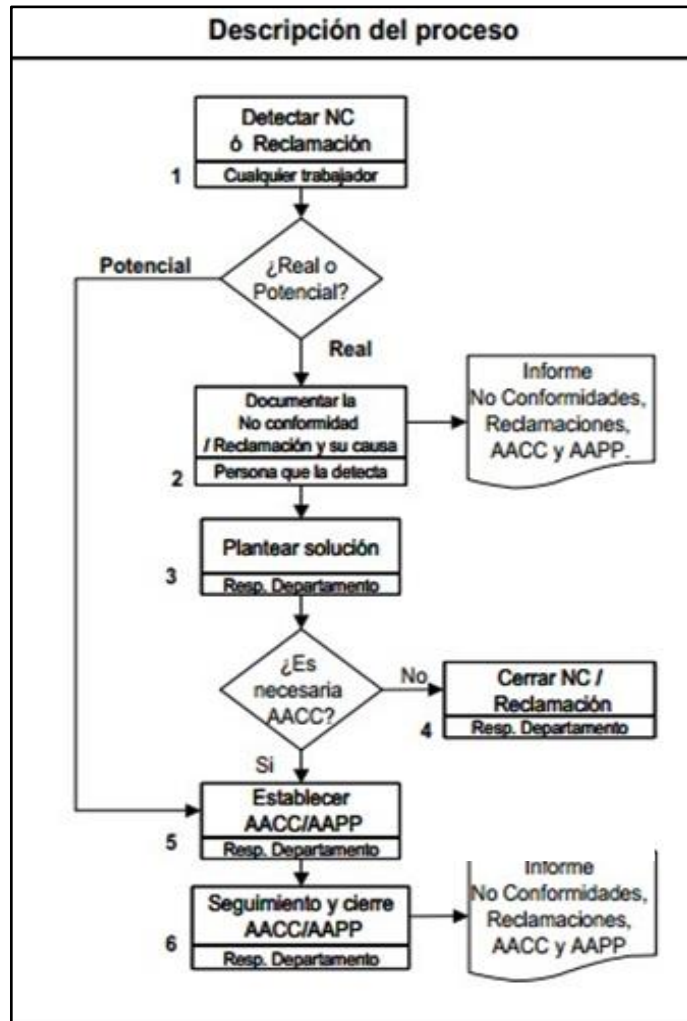 Descripción del proceso
Detectar NC
ó Reclamación
1
Cualquier trabajador
Potencial
¿Real o
Potencial?
Real
Documentar la
No conformidad
/ Reclamación y su causa
2
Persona que la detecta
Informe
No Conformidades,
Reclamaciones,
AACC y AAPP.
Plantear solución
3
Resp. Departamento
¿Es
necesaria
AACC?
No
Cerrar NC /
Reclamación
4
Resp. Departamento
Si
Establecer
AACC/AAPP
5
Resp. Departamento
Seguimiento y cierre
AACC/AAPP
6
Resp. Departamento
Informe
No Conformidades,
Reclamaciones,
AACC y AAPP